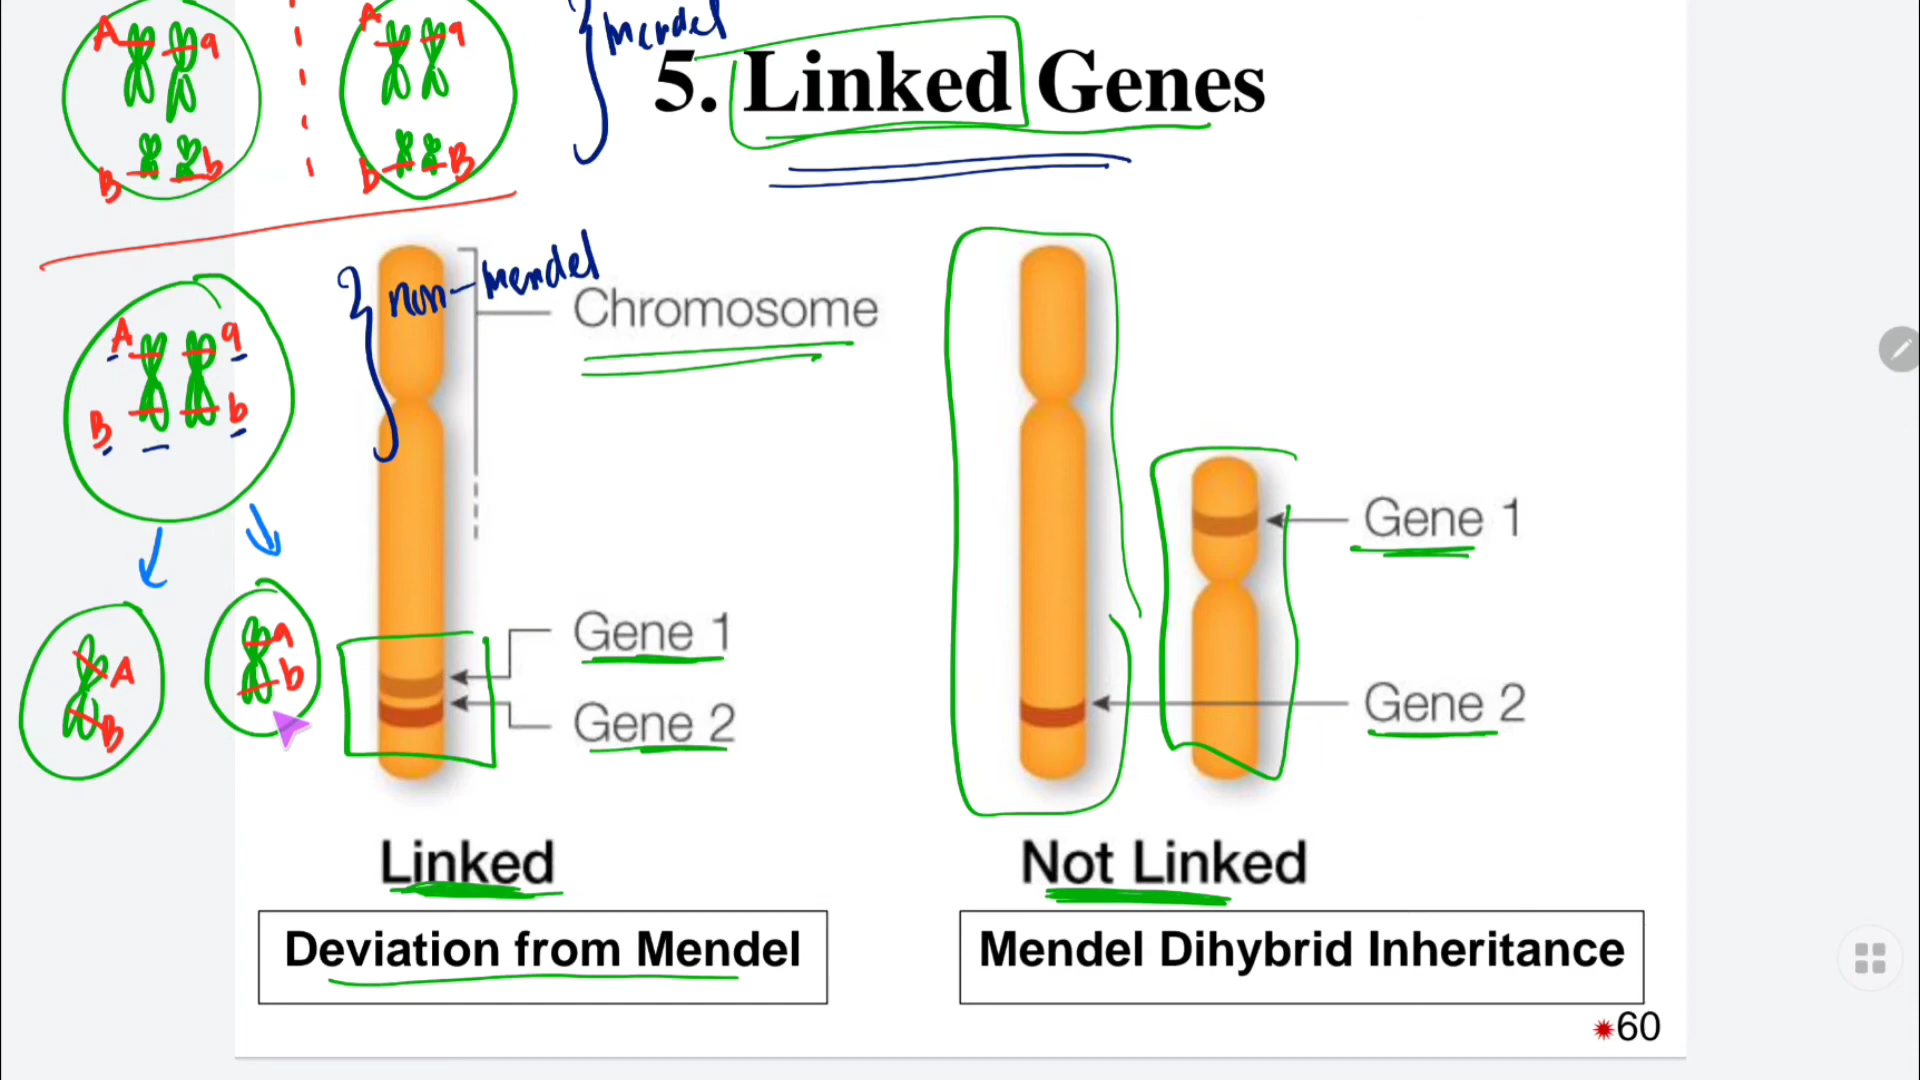 A a A a Mendel
5. Linked Genes
B b b B
non-Mendel
Chromosome
A a
B b
Gene 1
Gene 1
Gene 2
Gene 2
A
B
a
b
Linked
Not Linked
Deviation from Mendel
Mendel Dihybrid Inheritance
60